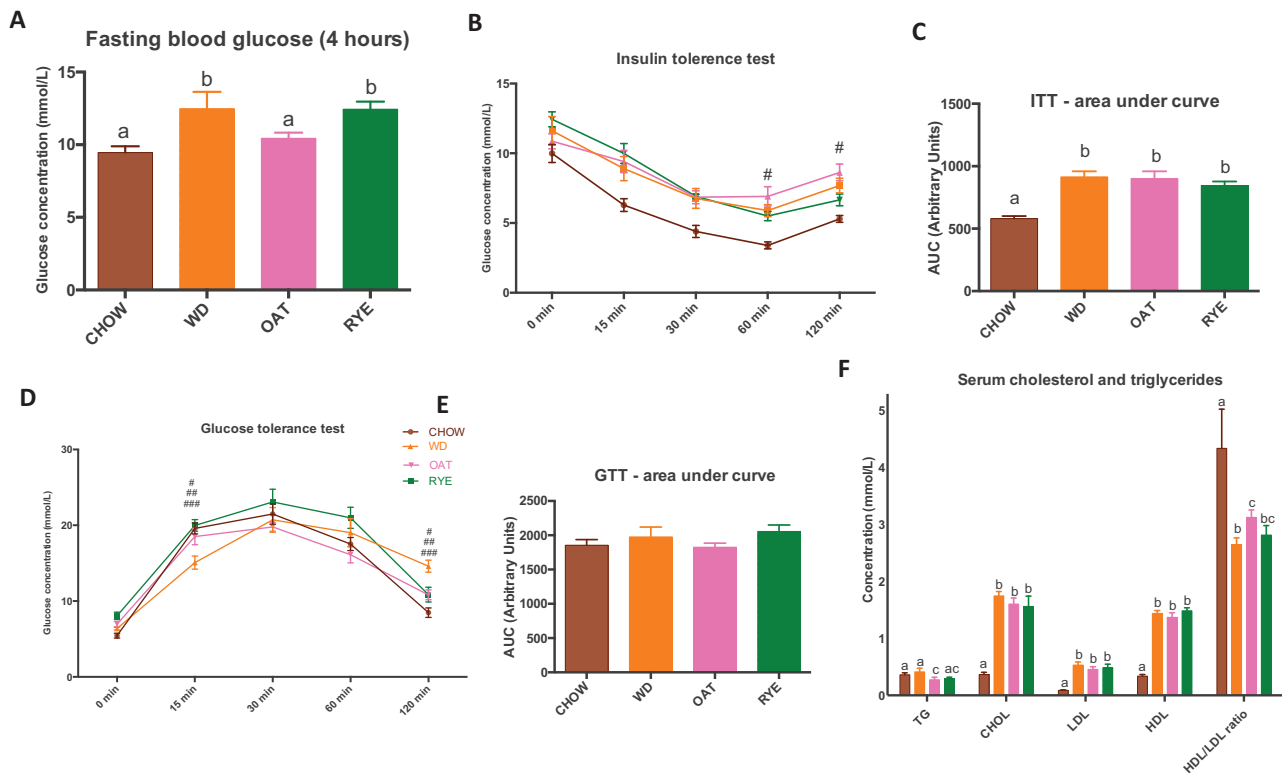 A
Fasting blood glucose (4 hours)
Glucose concentration (mmol/L)
15
10
5
0
a
b
a
b
CHOW
WD
OAT
RYE
B
Insulin tolerence test
Glucose concentration (mmol/L)
15
10
5
0
#
#
0 min
15 min
30 min
60 min
120 min
C
ITT - area under curve
AUC (Arbitrary Units)
1500
1000
500
0
a
b
b
b
CHOW
WD
OAT
RYE
D
Glucose tolerance test
Glucose concentration (mmol/L)
30
20
10
0
#
##
###
#
##
###
0 min
15 min
30 min
60 min
120 min
CHOW
WD
OAT
RYE
E
GTT - area under curve
AUC (Arbitrary Units)
2500
2000
1500
1000
500
0
CHOW
WD
OAT
RYE
F
Serum cholesterol and triglycerides
Concentration (mmol/L)
5
4
3
2
1
0
a a c ac
a b b b
a b b b
a b b b
a b c bc
TG
CHOL
LDL
HDL
HDL/LDL ratio